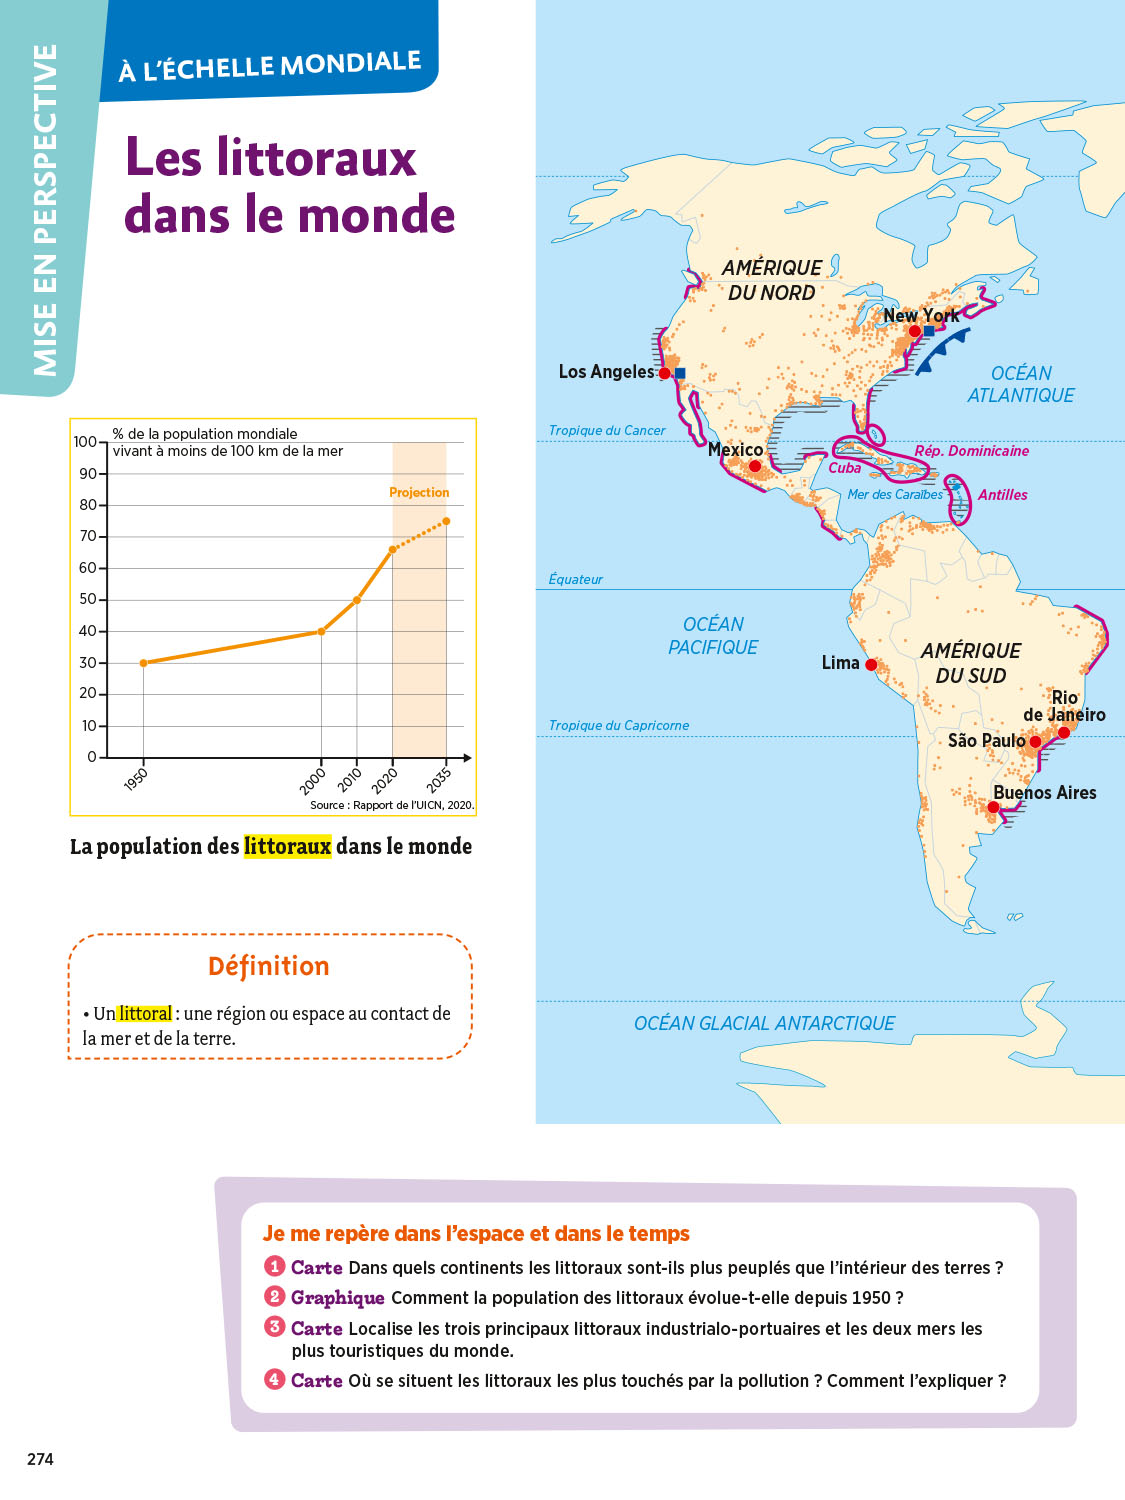 MISE EN PERSPECTIVE
À L'ÉCHELLE MONDIALE
Les littoraux
dans le monde
% de la population mondiale
vivant à moins de 100 km de la mer
Projection
100
90
80
70
60
50
40
30
20
10
0
1950
2000
2010
2020
2035
Source : Rapport de l'UICN, 2020.
La population des littoraux dans le monde
Définition
• Un littoral : une région ou espace au contact de
la mer et de la terre.
AMÉRIQUE
DU NORD
New York
Los Angeles
OCÉAN
ATLANTIQUE
Tropique du Cancer
Mexico
Rép. Dominicaine
Cuba
Mer des Caraïbes
Antilles
Équateur
OCÉAN
PACIFIQUE
AMÉRIQUE
DU SUD
Lima
Rio
de Janeiro
Tropique du Capricorne
São Paulo
Buenos Aires
OCÉAN GLACIAL ANTARCTIQUE
Je me repère dans l'espace et dans le temps
1 Carte Dans quels continents les littoraux sont-ils plus peuplés que l'intérieur des terres ?
2 Graphique Comment la population des littoraux évolue-t-elle depuis 1950 ?
3 Carte Localise les trois principaux littoraux industrialo-portuaires et les deux mers les
plus touristiques du monde.
4 Carte Où se situent les littoraux les plus touchés par la pollution ? Comment l'expliquer ?
274